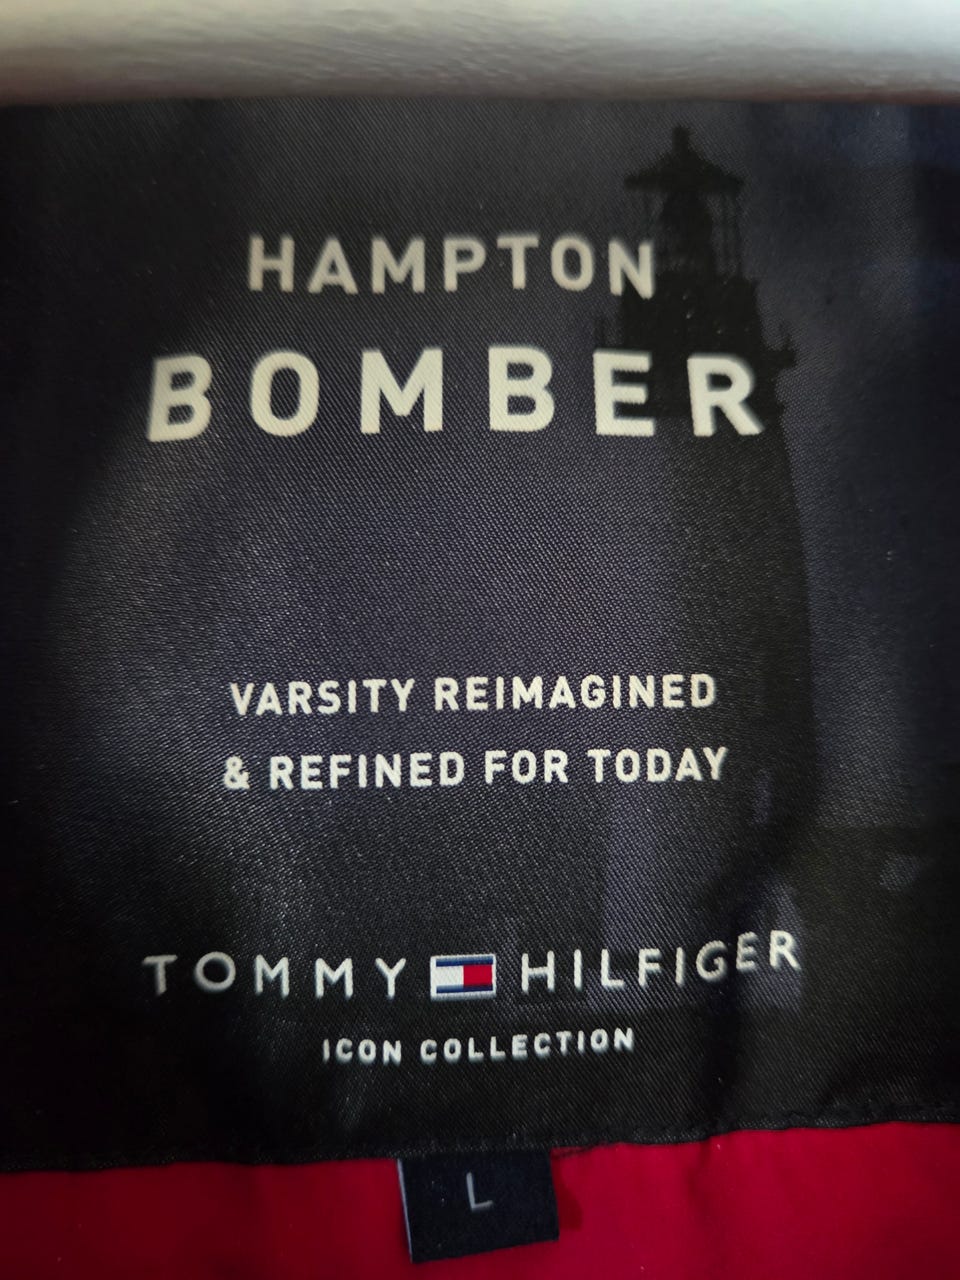 HAMPTON
BOMBER
VARSITY REIMAGINED
& REFINED FOR TODAY
TOMMY HILFIGER
ICON COLLECTION
L